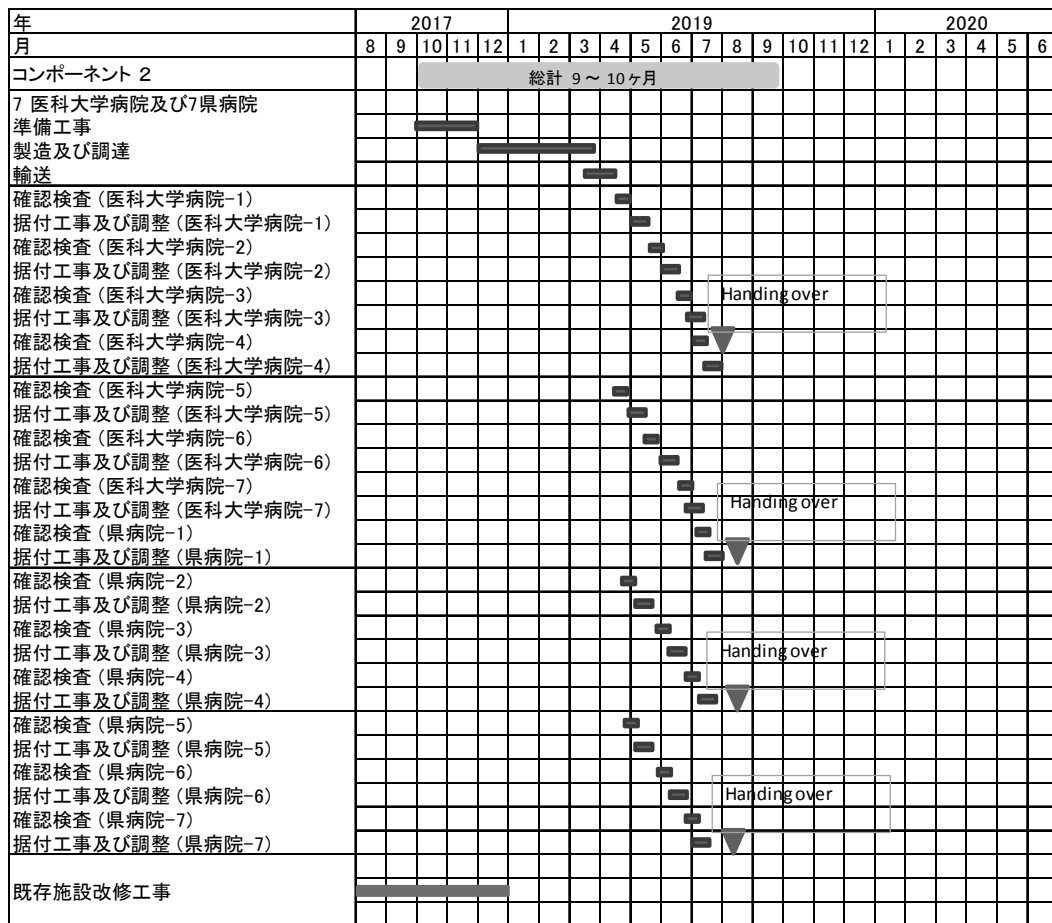 年 2017 2019 2020
月 8 9 10 11 12 1 2 3 4 5 6 7 8 9 10 11 12 1 2 3 4 5 6
コンポーネント 2 総計 9～ 10ヶ月
7 医科大学病院及び7県病院
準備工事
製造及び調達
輸送
確認検査（医科大学病院-1）
据付工事及び調整（医科大学病院-1）
確認検査（医科大学病院-2）
据付工事及び調整（医科大学病院-2）
確認検査（医科大学病院-3） Handing over
据付工事及び調整（医科大学病院-3）
確認検査（医科大学病院-4）
据付工事及び調整（医科大学病院-4）
確認検査（医科大学病院-5）
据付工事及び調整（医科大学病院-5）
確認検査（医科大学病院-6）
据付工事及び調整（医科大学病院-6）
確認検査（医科大学病院-7）
据付工事及び調整（医科大学病院-7） Handing over
確認検査（県病院-1）
据付工事及び調整（県病院-1）
確認検査（県病院-2）
据付工事及び調整（県病院-2）
確認検査（県病院-3）
据付工事及び調整（県病院-3） Handing over
確認検査（県病院-4）
据付工事及び調整（県病院-4）
確認検査（県病院-5）
据付工事及び調整（県病院-5）
確認検査（県病院-6）
据付工事及び調整（県病院-6） Handing over
確認検査（県病院-7）
据付工事及び調整（県病院-7）
既存施設改修工事